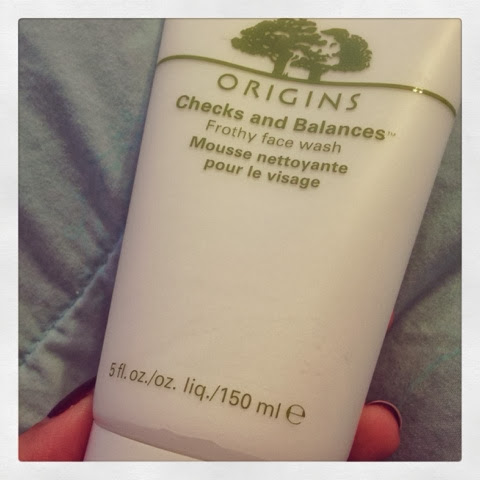 ORIGINS
Checks and Balances™
Frothy face wash
Mousse nettoyante
pour le visage
5 fl. oz./oz. liq./150 ml ℮